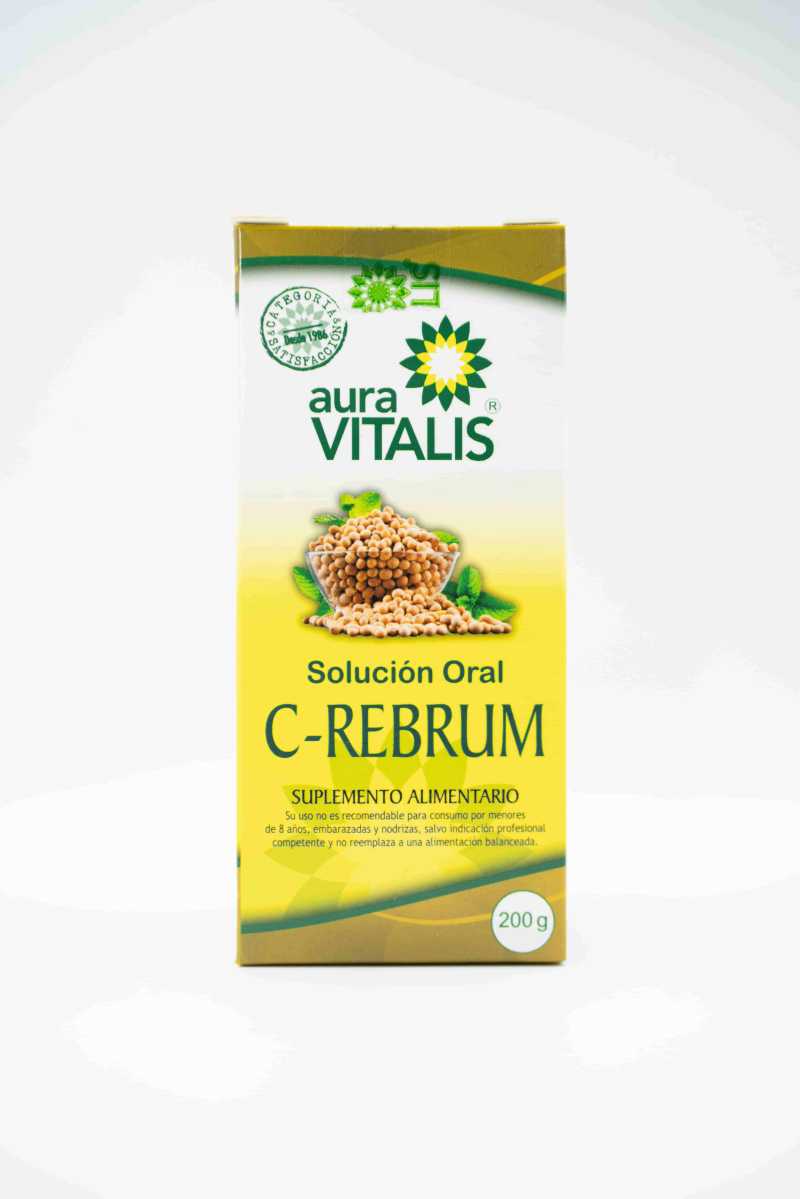 LIS
CATEGORIA
Desde 1986
SATISFACCIÓN
aura
VITALIS
®
Solución Oral
C-REBRUM
SUPLEMENTO ALIMENTARIO
Su uso no es recomendable para consumo por menores
de 8 años, embarazadas y nodrizas, salvo indicación profesional
competente y no reemplaza a una alimentación balanceada.
200 g